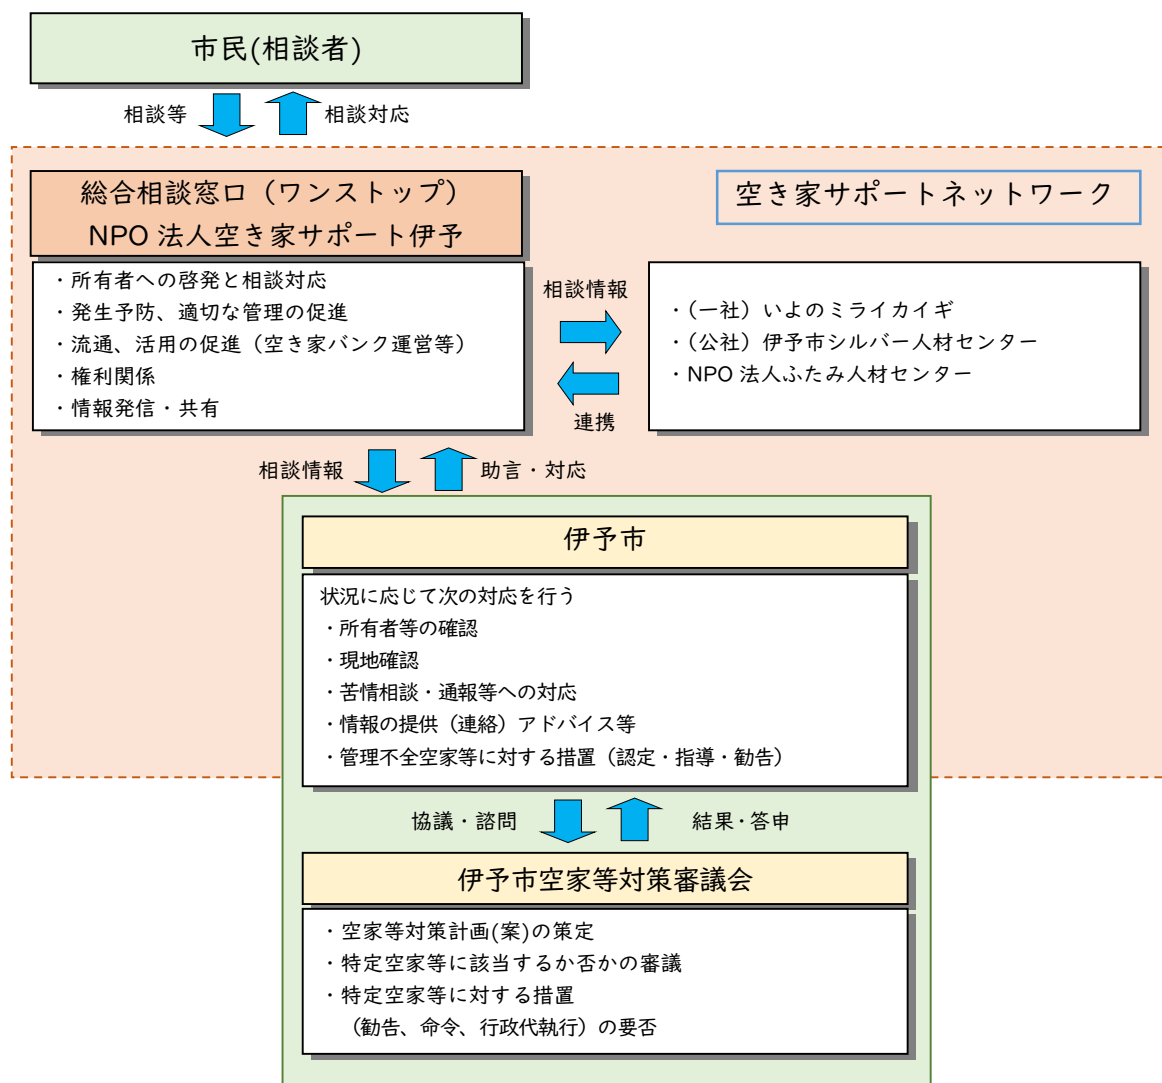 市民(相談者)
相談等
相談対応
総合相談窓口（ワンストップ）
NPO 法人空き家サポート伊予
空き家サポートネットワーク
・所有者への啓発と相談対応
・発生予防、適切な管理の促進
・流通、活用の促進（空き家バンク運営等）
・権利関係
・情報発信・共有
相談情報
連携
・（一社）いよのミライカイギ
・（公社）伊予市シルバー人材センター
・NPO 法人ふたみ人材センター
相談情報
助言・対応
伊予市
状況に応じて次の対応を行う
・所有者等の確認
・現地確認
・苦情相談・通報等への対応
・情報の提供（連絡）アドバイス等
・管理不全空家等に対する措置（認定・指導・勧告）
協議・諮問
結果・答申
伊予市空家等対策審議会
・空家等対策計画(案)の策定
・特定空家等に該当するか否かの審議
・特定空家等に対する措置
（勧告、命令、行政代執行）の要否